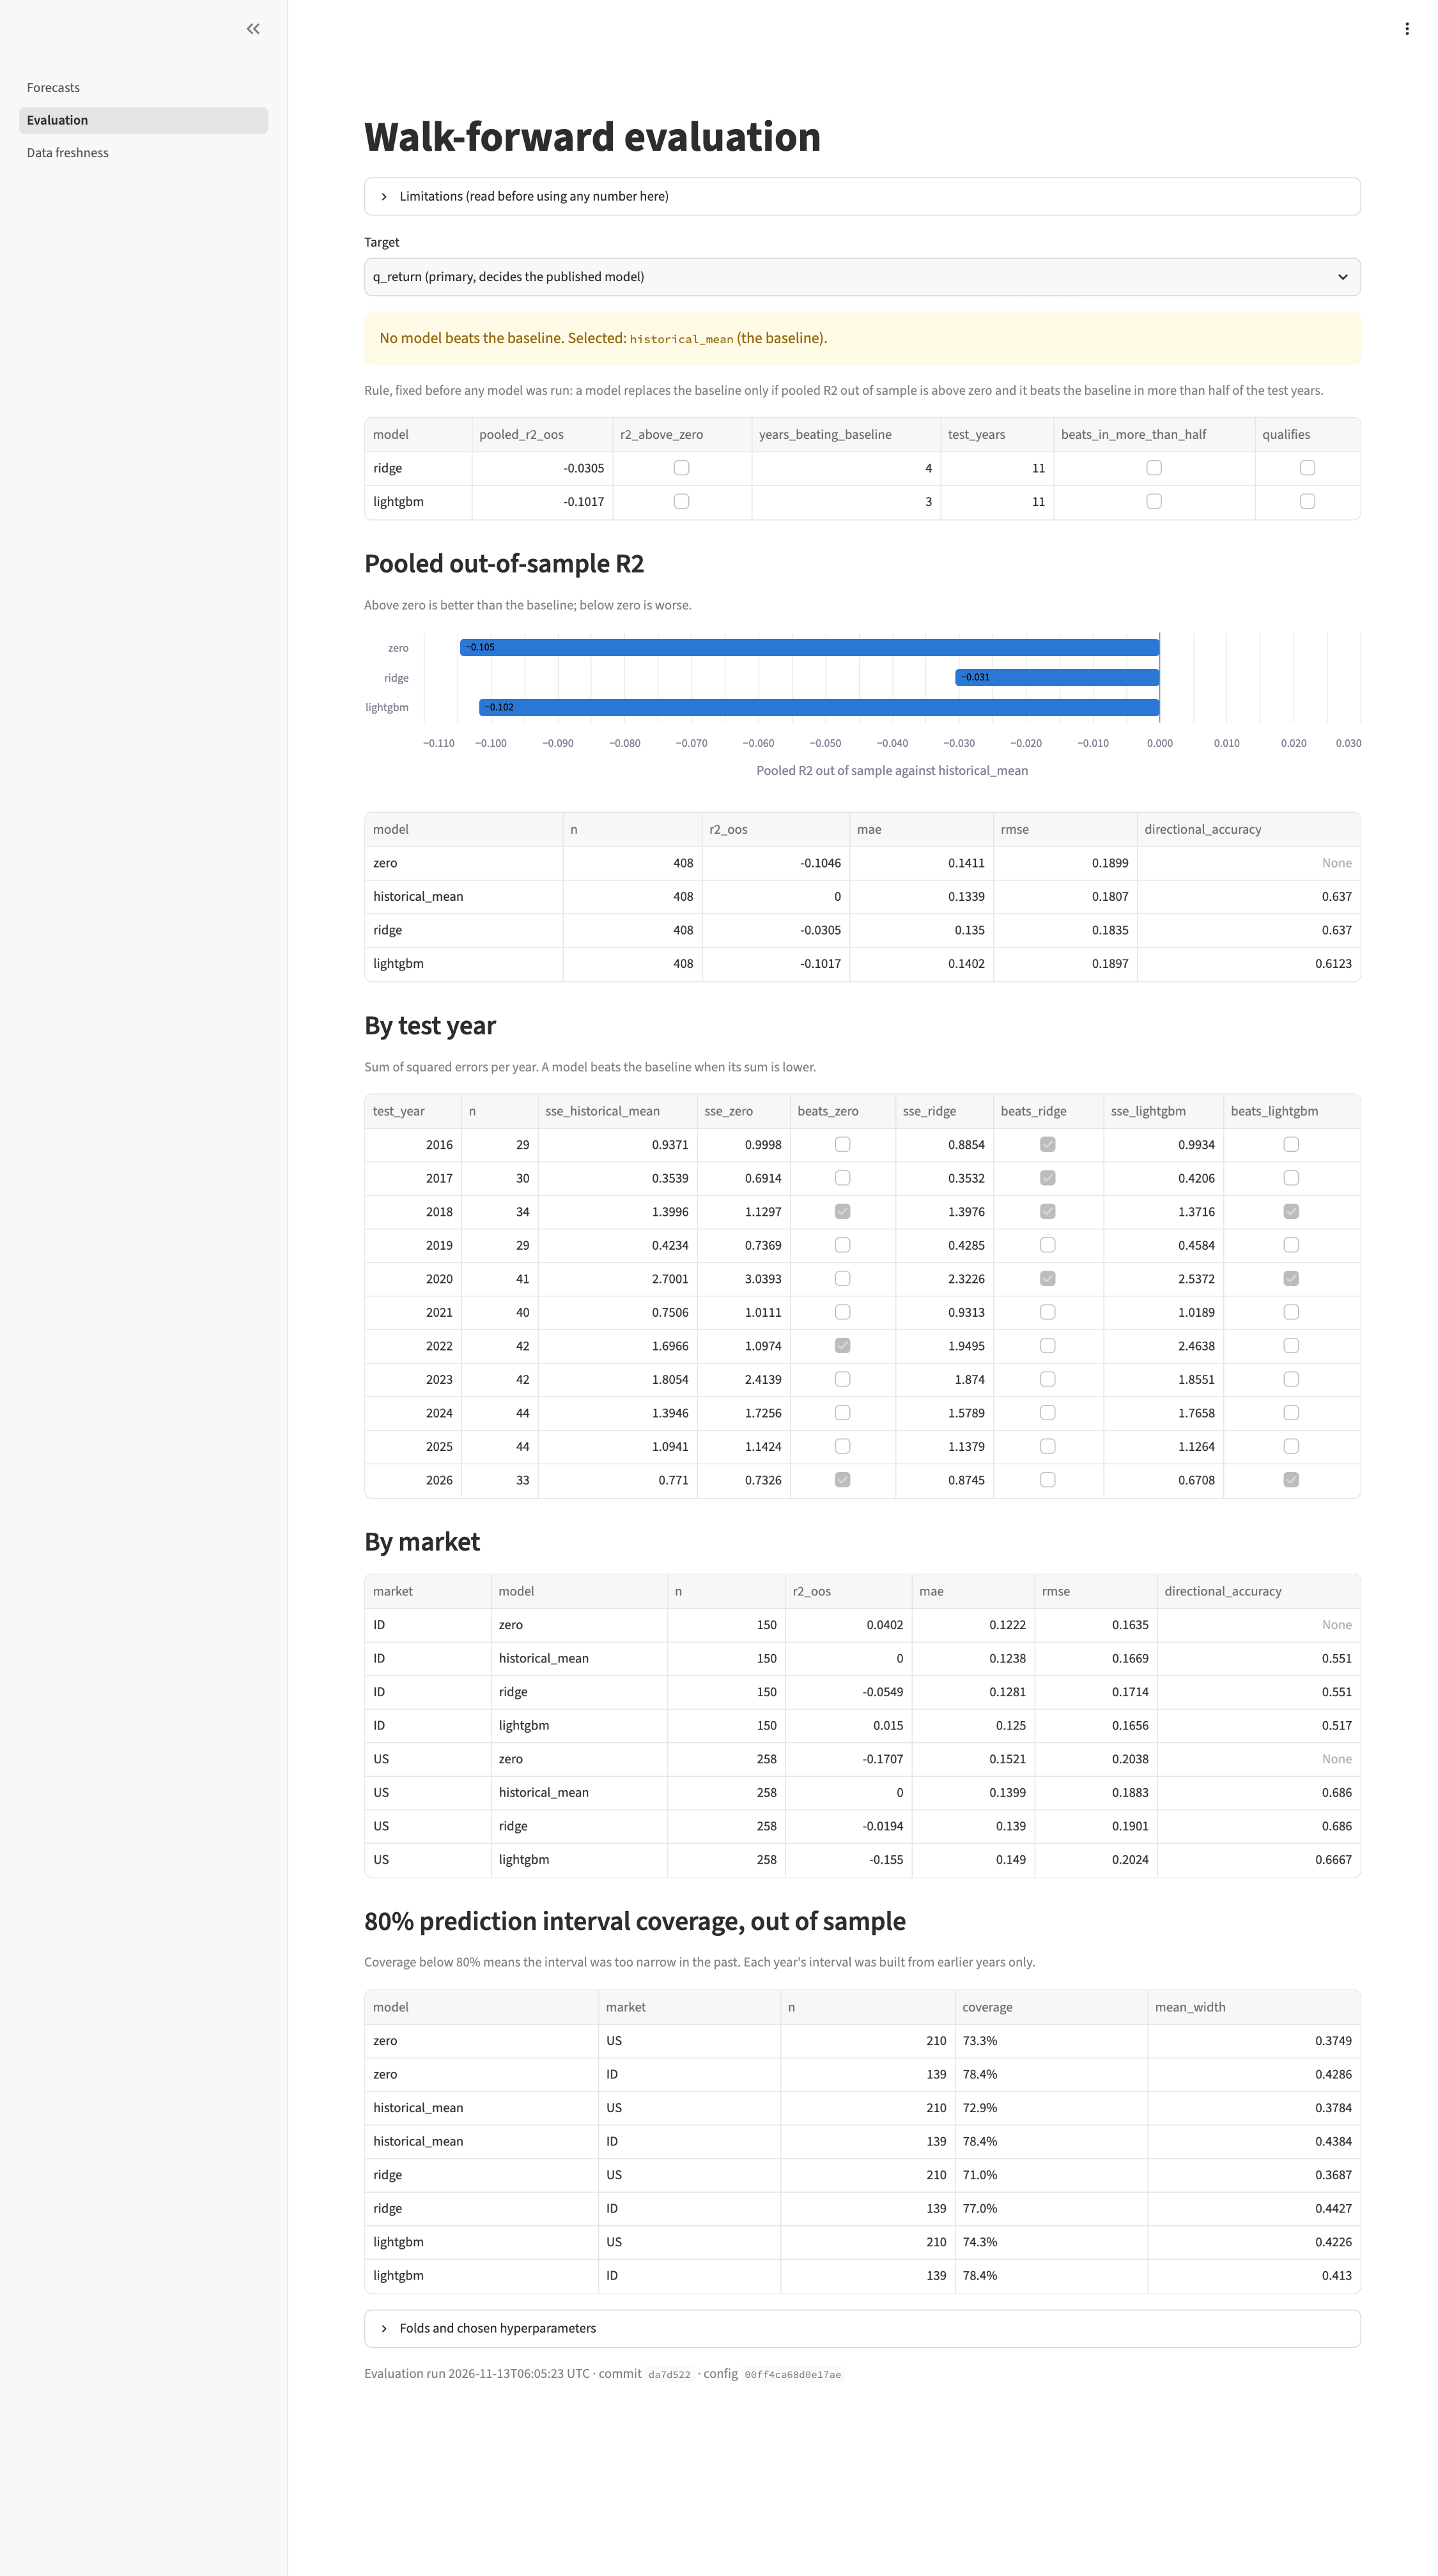 Forecasts
Evaluation
Data freshness
Walk-forward evaluation
Limitations (read before using any number here)
Target
q_return (primary, decides the published model)
No model beats the baseline. Selected: historical_mean (the baseline).
Rule, fixed before any model was run: a model replaces the baseline only if pooled R2 out of sample is above zero and it beats the baseline in more than half of the test years.
model pooled_r2_oos r2_above_zero years_beating_baseline test_years beats_in_more_than_half qualifies
ridge -0.0305 4 11
lightgbm -0.1017 3 11
Pooled out-of-sample R2
Above zero is better than the baseline; below zero is worse.
zero −0.105
ridge −0.031
lightgbm −0.102
−0.110 −0.100 −0.090 −0.080 −0.070 −0.060 −0.050 −0.040 −0.030 −0.020 −0.010 0.000 0.010 0.020 0.030
Pooled R2 out of sample against historical_mean
model n r2_oos mae rmse directional_accuracy
zero 408 -0.1046 0.1411 0.1899 None
historical_mean 408 0 0.1339 0.1807 0.637
ridge 408 -0.0305 0.135 0.1835 0.637
lightgbm 408 -0.1017 0.1402 0.1897 0.6123
By test year
Sum of squared errors per year. A model beats the baseline when its sum is lower.
test_year n sse_historical_mean sse_zero beats_zero sse_ridge beats_ridge sse_lightgbm beats_lightgbm
2016 29 0.9371 0.9998 0.8854 0.9934
2017 30 0.3539 0.6914 0.3532 0.4206
2018 34 1.3996 1.1297 1.3976 1.3716
2019 29 0.4234 0.7369 0.4285 0.4584
2020 41 2.7001 3.0393 2.3226 2.5372
2021 40 0.7506 1.0111 0.9313 1.0189
2022 42 1.6966 1.0974 1.9495 2.4638
2023 42 1.8054 2.4139 1.874 1.8551
2024 44 1.3946 1.7256 1.5789 1.7658
2025 44 1.0941 1.1424 1.1379 1.1264
2026 33 0.771 0.7326 0.8745 0.6708
By market
market model n r2_oos mae rmse directional_accuracy
ID zero 150 0.0402 0.1222 0.1635 None
ID historical_mean 150 0 0.1238 0.1669 0.551
ID ridge 150 -0.0549 0.1281 0.1714 0.551
ID lightgbm 150 0.015 0.125 0.1656 0.517
US zero 258 -0.1707 0.1521 0.2038 None
US historical_mean 258 0 0.1399 0.1883 0.686
US ridge 258 -0.0194 0.139 0.1901 0.686
US lightgbm 258 -0.155 0.149 0.2024 0.6667
80% prediction interval coverage, out of sample
Coverage below 80% means the interval was too narrow in the past. Each year's interval was built from earlier years only.
model market n coverage mean_width
zero US 210 73.3% 0.3749
zero ID 139 78.4% 0.4286
historical_mean US 210 72.9% 0.3784
historical_mean ID 139 78.4% 0.4384
ridge US 210 71.0% 0.3687
ridge ID 139 77.0% 0.4427
lightgbm US 210 74.3% 0.4226
lightgbm ID 139 78.4% 0.413
Folds and chosen hyperparameters
Evaluation run 2026-11-13T06:05:23 UTC · commit da7d522 · config 00ff4ca68d0e17ae